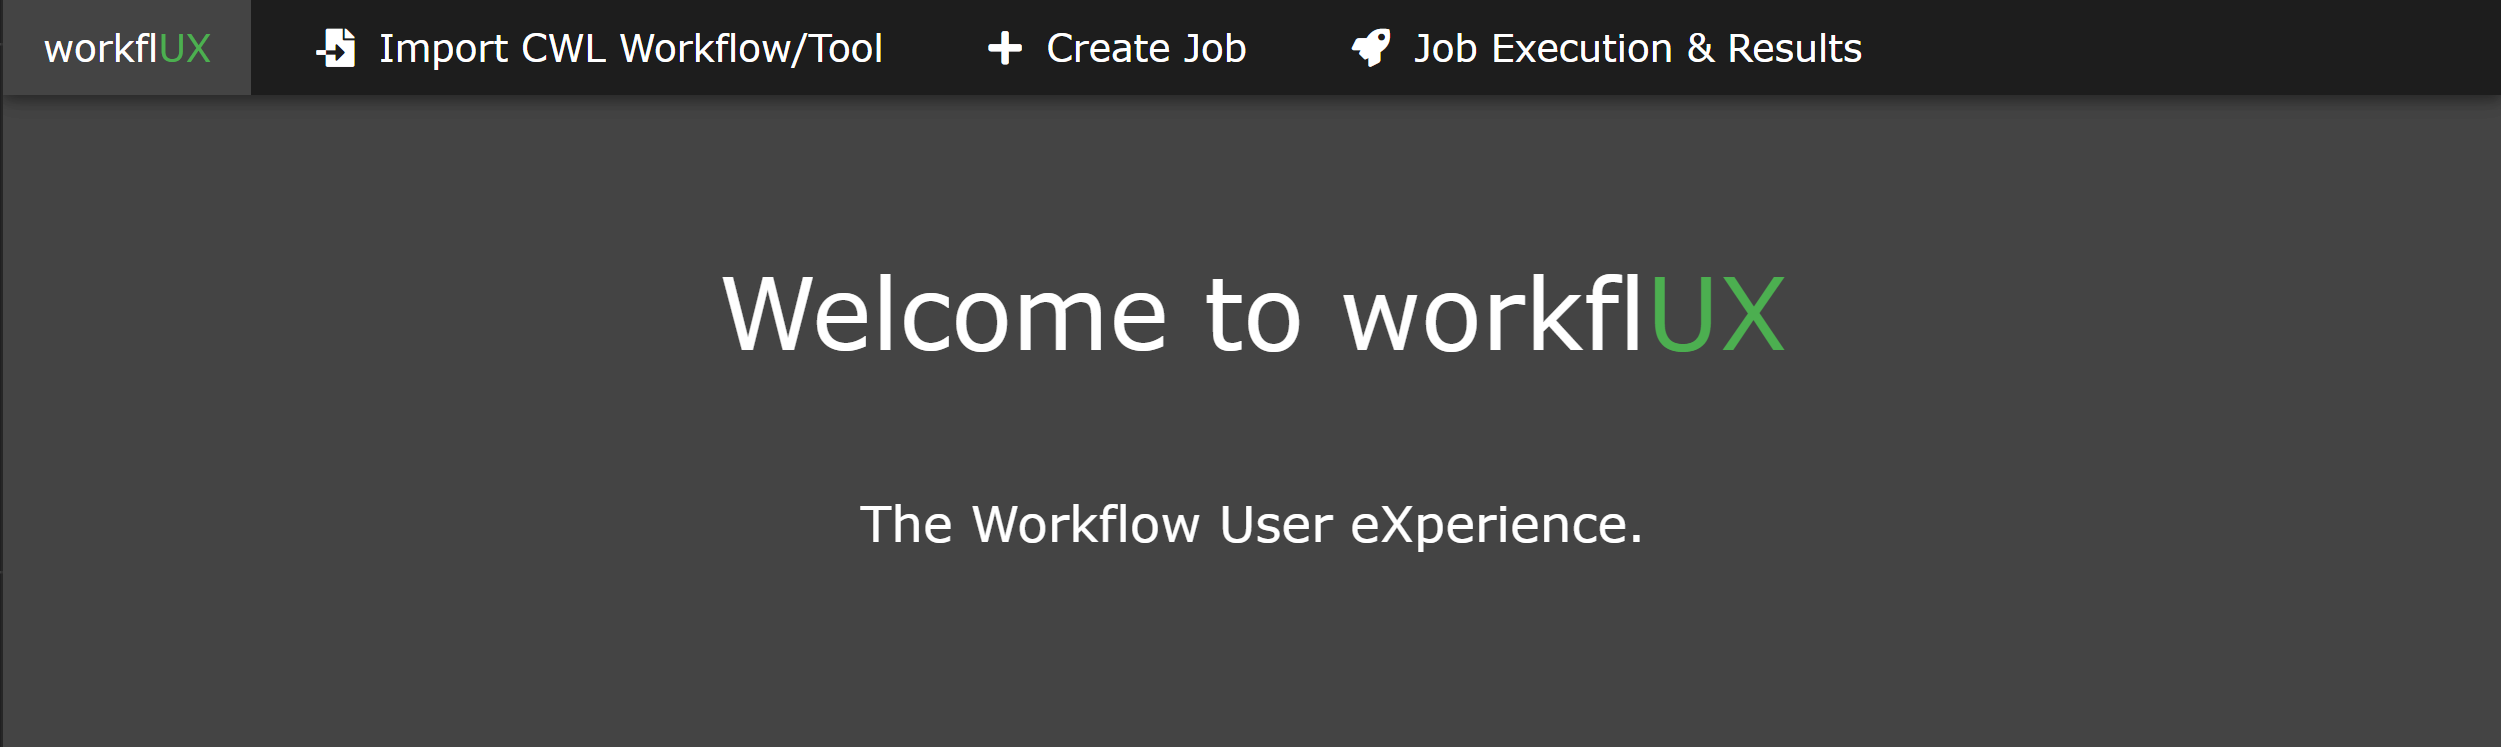 workflUX Import CWL Workflow/Tool Create Job Job Execution & Results
Welcome to workflUX
The Workflow User eXperience.